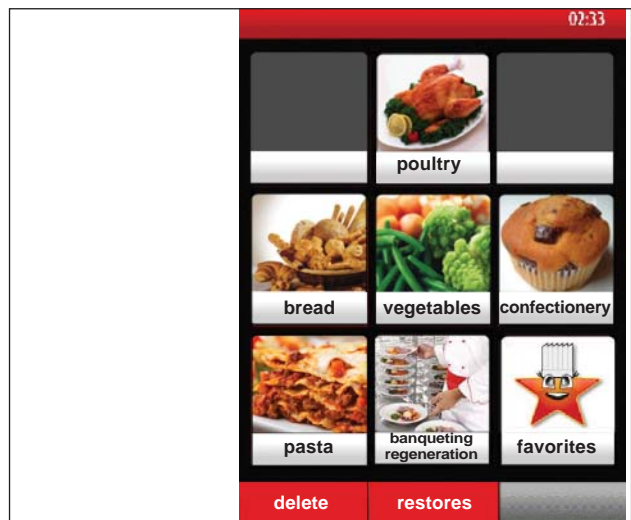 02:33
poultry
bread
vegetables
confectionery
pasta
banqueting
regeneration
favorites
delete
restores